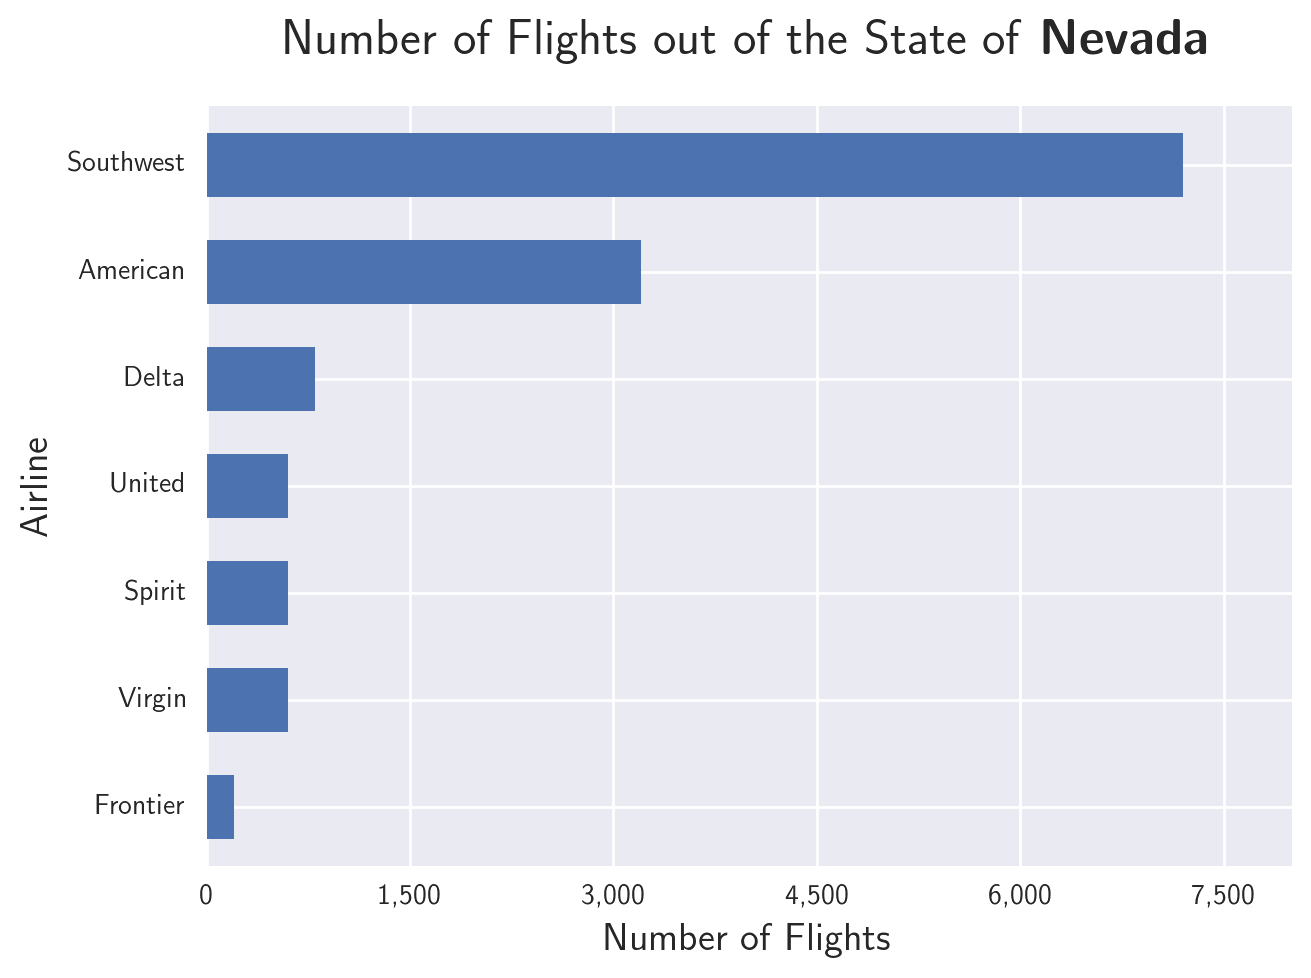 Number of Flights out of the State of Nevada
Southwest
American
Delta
United
Spirit
Virgin
Frontier
Airline
0 1,500 3,000 4,500 6,000 7,500
Number of Flights